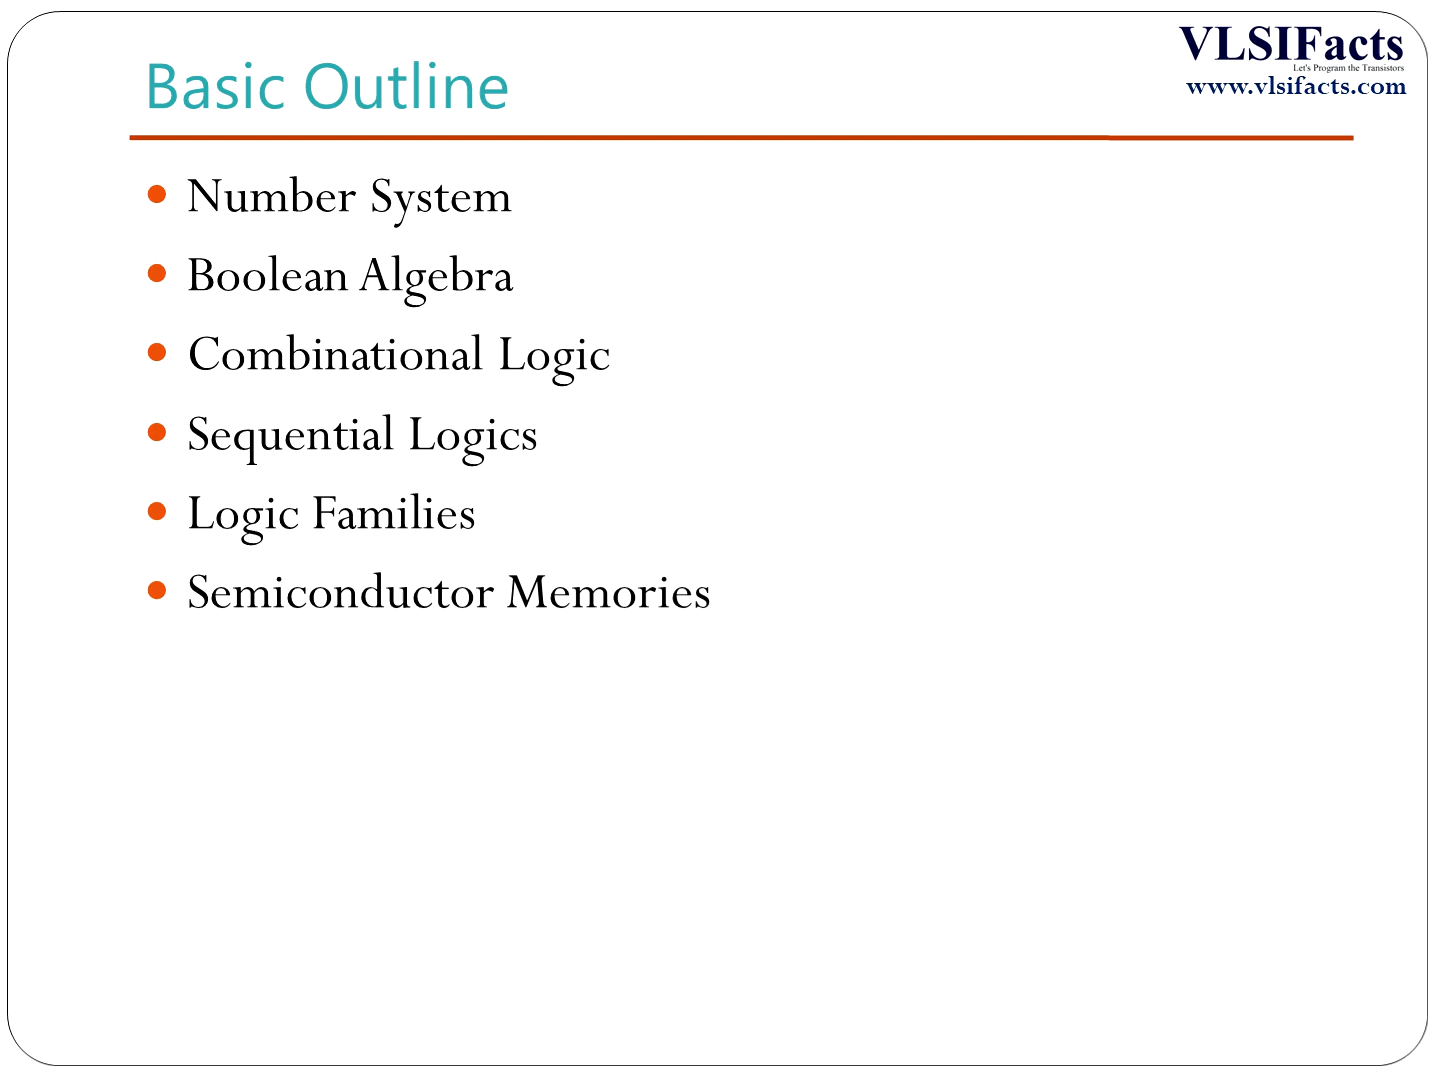 VLSIFacts
Let's Program the Transistors
www.vlsifacts.com
Basic Outline
Number System
Boolean Algebra
Combinational Logic
Sequential Logics
Logic Families
Semiconductor Memories